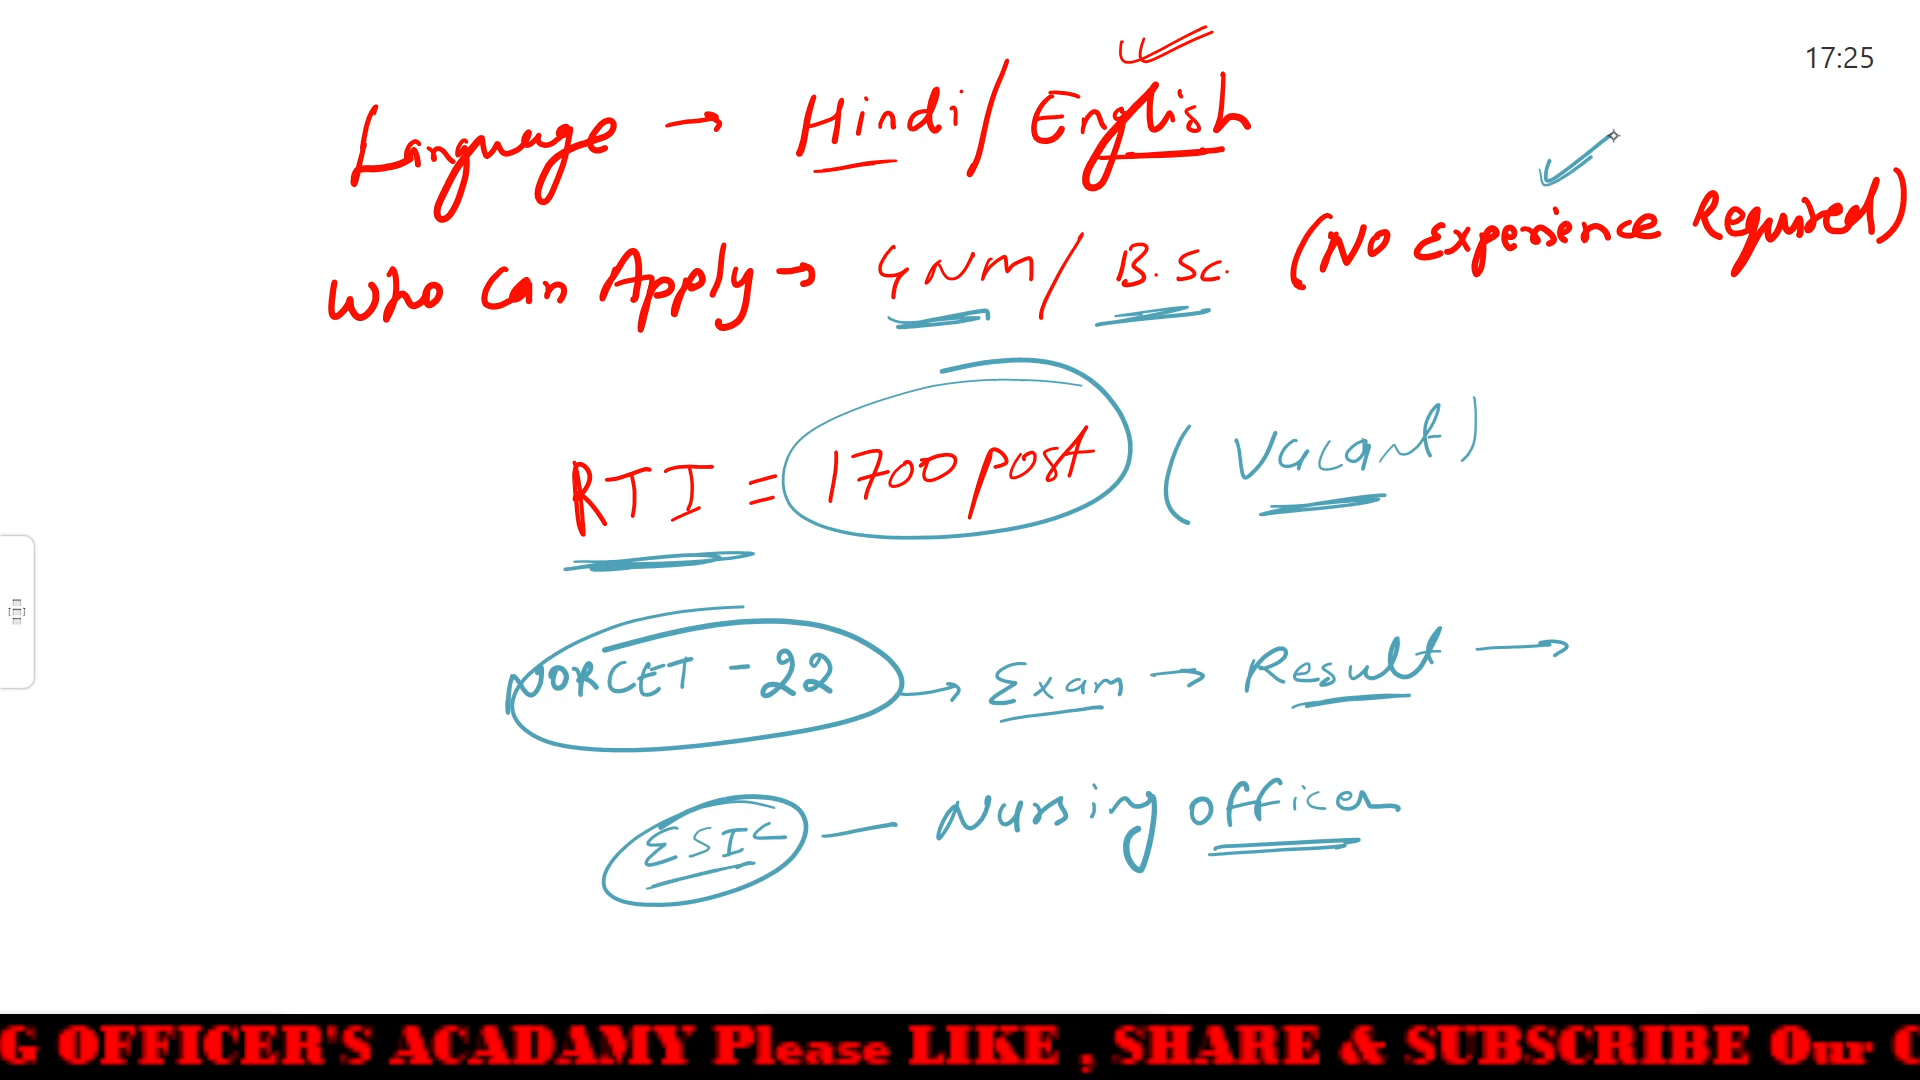 17:25
Language → Hindi/English
Who Can Apply → GNM/B.Sc. (No Experience Required)
RTI = 1700 post (Vacant)
NORCET-22 → Exam → Result →
ESIC — Nursing officer
G OFFICER'S ACADAMY Please LIKE , SHARE & SUBSCRIBE Our C